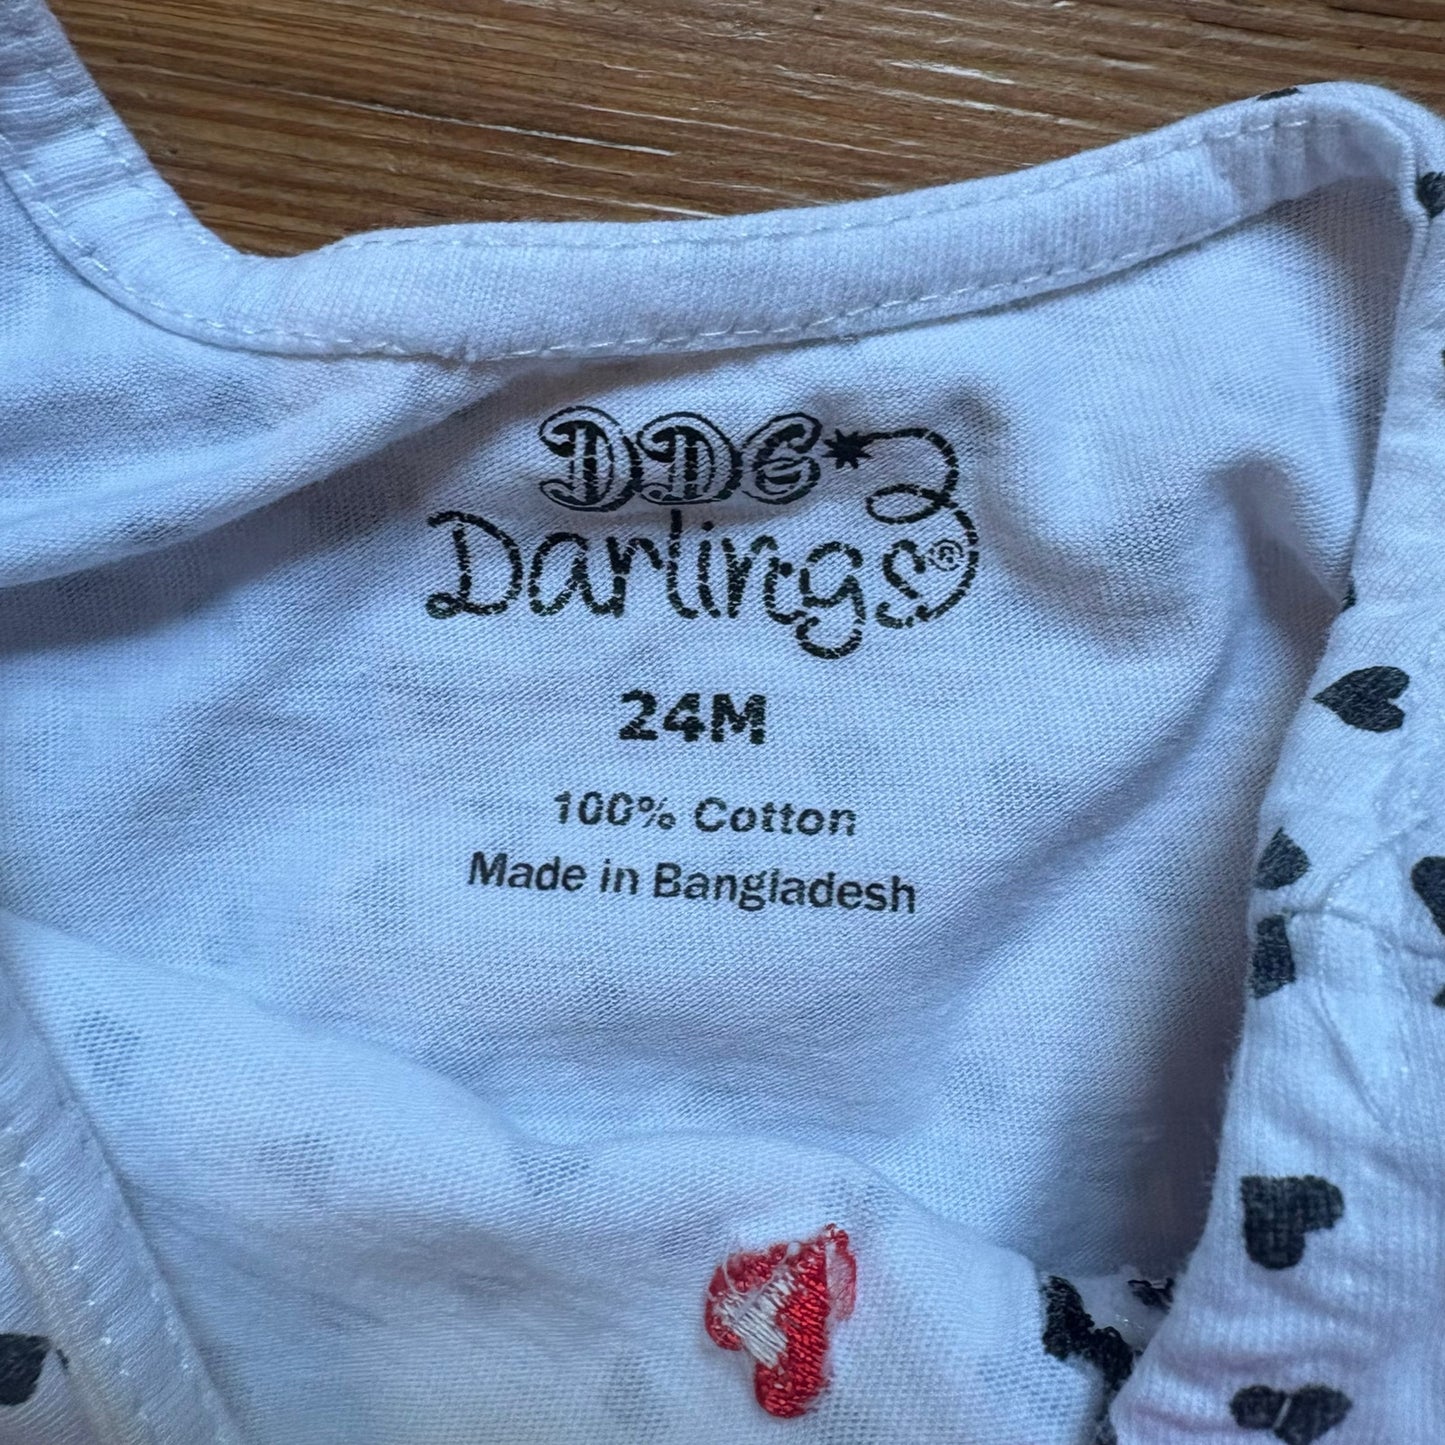 DDG
Darlings®
24M
100% Cotton
Made in Bangladesh